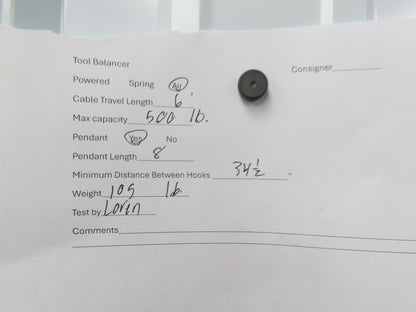 Tool Balancer
Consigner
Powered Spring Air
Cable Travel Length 6'
Max capacity 500 lb.
Pendant Yes No
Pendant Length 8
Minimum Distance Between Hooks 34 1/2
Weight 109 lb.
Test by Loren
Comments